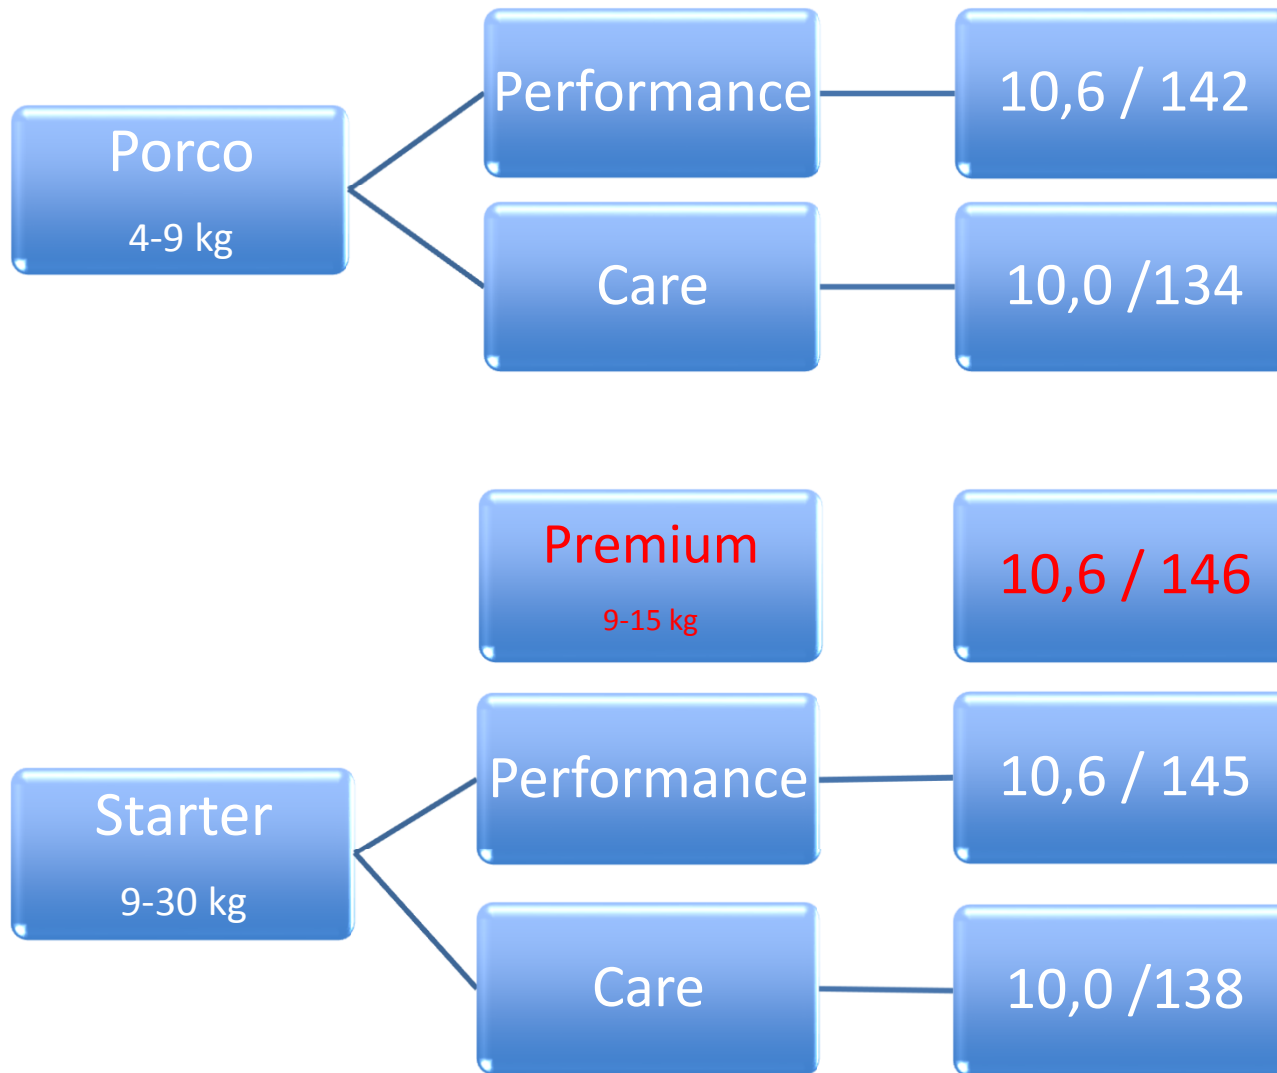 Porco
4-9 kg
Performance
10,6 / 142
Care
10,0 /134
Premium
9-15 kg
10,6 / 146
Starter
9-30 kg
Performance
10,6 / 145
Care
10,0 /138